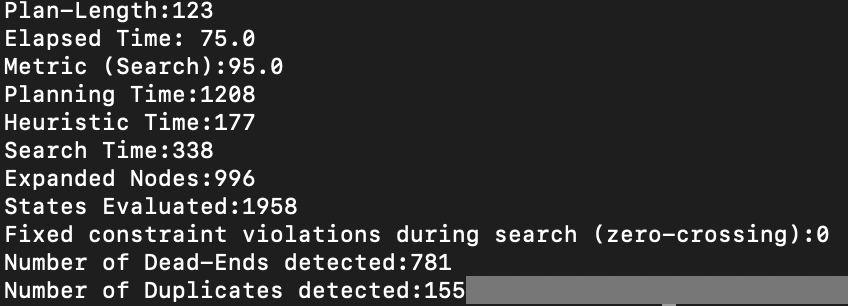 Plan-Length:123
Elapsed Time: 75.0
Metric (Search):95.0
Planning Time:1208
Heuristic Time:177
Search Time:338
Expanded Nodes:996
States Evaluated:1958
Fixed constraint violations during search (zero-crossing):0
Number of Dead-Ends detected:781
Number of Duplicates detected:155